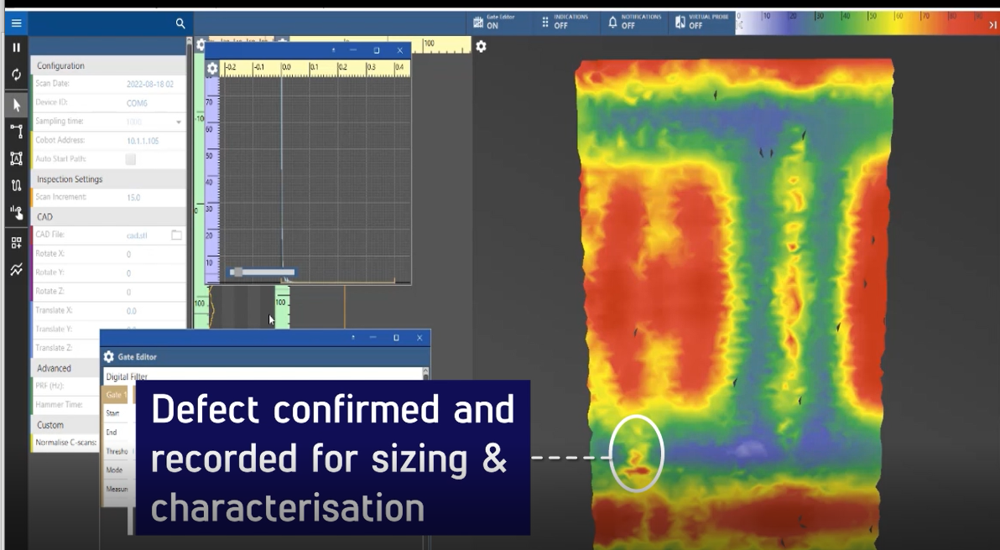 Gate Editor
ON
INDICATIONS
OFF
NOTIFICATIONS
OFF
VIRTUAL PROBE
OFF
0 10 20 30 40 50 60 70 80 90
100
-0.2 -0.1 0.0 0.1 0.2 0.3 0.4
70
60
50
40
30
20
10
-10
0
100
100
Configuration
Scan Date: 2022-08-18 02
Device ID: COM6
Sampling time: 1000
Cobot Address: 10.1.1.105
Auto Start Path:
Inspection Settings
Scan Increment: 15.0
CAD
CAD File: cad.stl
Rotate X: 0
Rotate Y: 0
Rotate Z: 0
Translate X: 0.0
Translate Y:
Translate Z:
Advanced
PRF (Hz):
Hammer Time:
Custom
Normalise C-scans:
Gate Editor
Digital Filter
Gate 1
Start
End
Thresho
Mode
Measur
Defect confirmed and
recorded for sizing &
characterisation